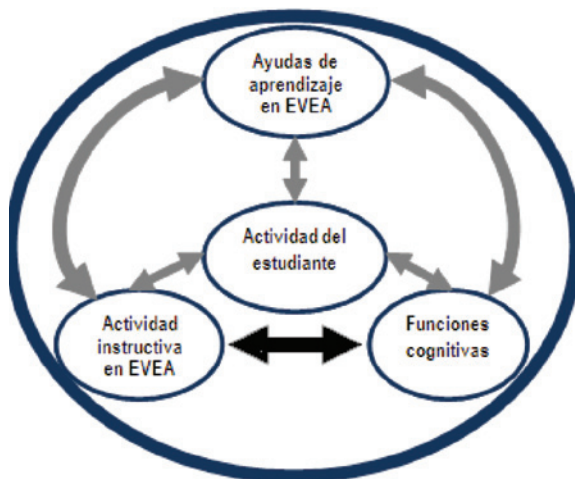 Ayudas de
aprendizaje
en EVEA
Actividad del
estudiante
Actividad
instructiva
en EVEA
Funciones
cognitivas